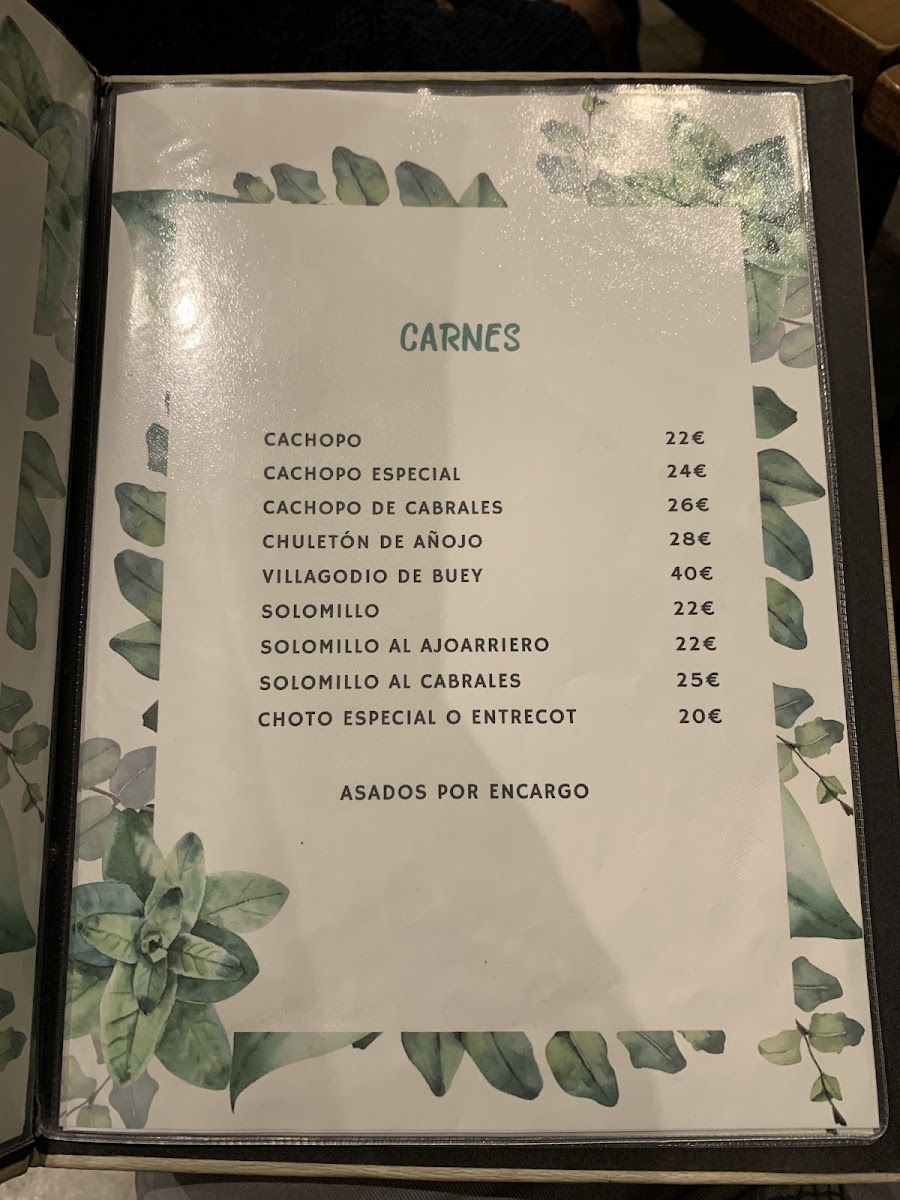 CARNES
CACHOPO 22€
CACHOPO ESPECIAL 24€
CACHOPO DE CABRALES 26€
CHULETÓN DE AÑOJO 28€
VILLAGODIO DE BUEY 40€
SOLOMILLO 22€
SOLOMILLO AL AJOARRIERO 22€
SOLOMILLO AL CABRALES 25€
CHOTO ESPECIAL O ENTRECOT 20€
ASADOS POR ENCARGO